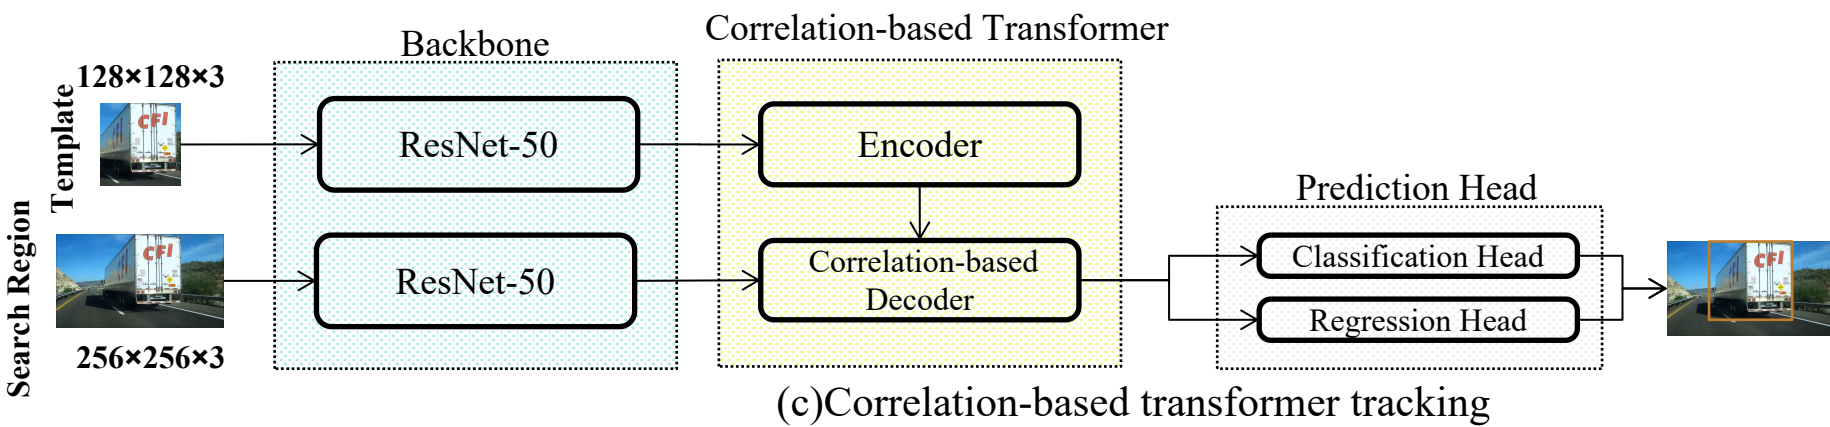 Correlation-based Transformer
Backbone
128×128×3
Template
CFI
ResNet-50
Encoder
Prediction Head
Search Region
CFI
ResNet-50
Correlation-based
Decoder
Classification Head
CFI
Regression Head
256×256×3
(c)Correlation-based transformer tracking